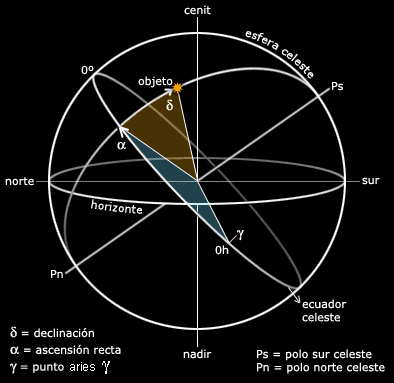 cenit
esfera celeste
0º
objeto
Ps
δ
α
norte
sur
horizonte
γ
0h
Pn
ecuador
celeste
nadir
δ = declinación
α = ascensión recta
γ = punto aries γ
Ps = polo sur celeste
Pn = polo norte celeste